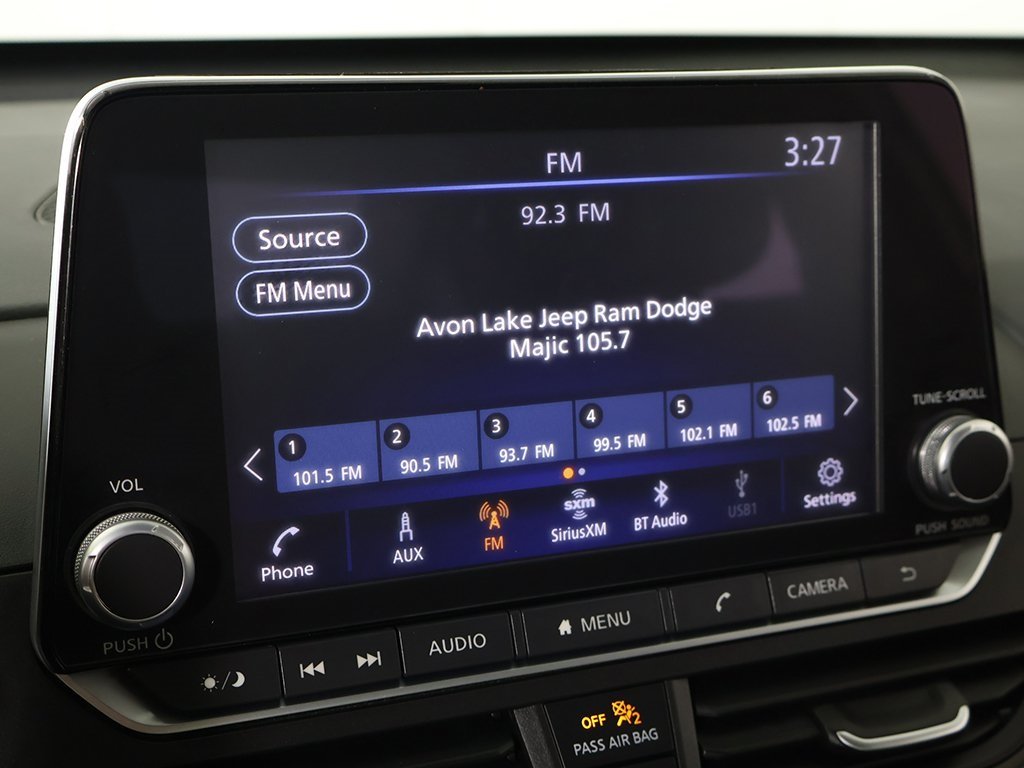 FM
3:27
92.3 FM
Source
FM Menu
Avon Lake Jeep Ram Dodge
Majic 105.7
TUNE·SCROLL
1
101.5 FM
2
90.5 FM
3
93.7 FM
4
99.5 FM
5
102.1 FM
6
102.5 FM
VOL
Phone
AUX
FM
sxm
SiriusXM
BT Audio
USB1
Settings
PUSH SOUND
PUSH
AUDIO
MENU
CAMERA
OFF
2
PASS AIR BAG